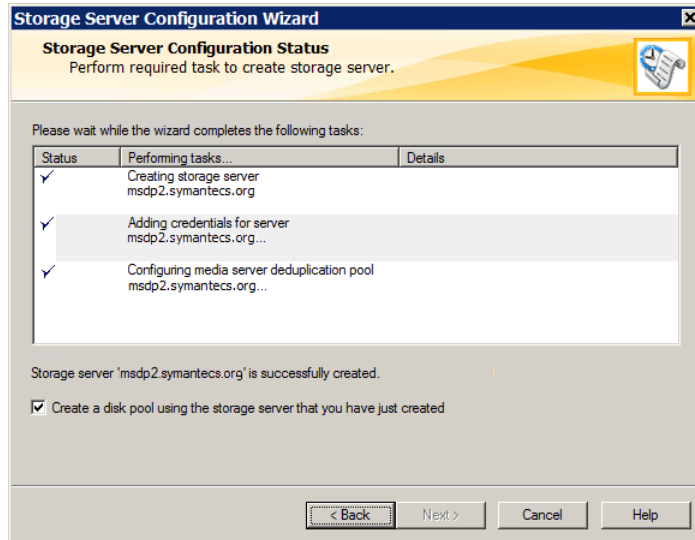 Storage Server Configuration Wizard
Storage Server Configuration Status
Perform required task to create storage server.
Please wait while the wizard completes the following tasks:
Status Performing tasks... Details
Creating storage server
msdp2.symantecs.org
Adding credentials for server
msdp2.symantecs.org...
Configuring media server deduplication pool
msdp2.symantecs.org...
Storage server 'msdp2.symantecs.org' is successfully created.
Create a disk pool using the storage server that you have just created
< Back Next > Cancel Help